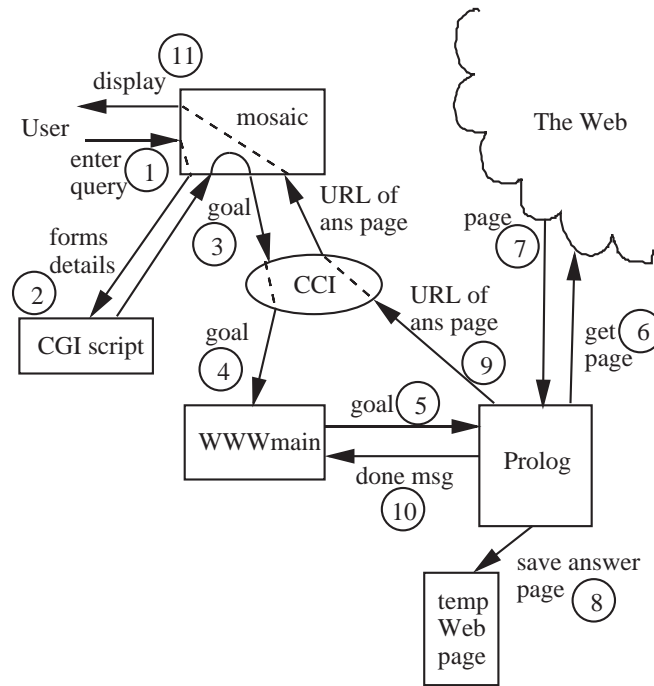 11
display
mosaic
User
The Web
enter
query
1
URL of
ans page
goal
3
page
7
forms
details
2
CGI script
CCI
URL of
ans page
get
page
6
goal
4
9
goal
5
WWWmain
Prolog
done msg
10
save answer
page
8
temp
Web
page